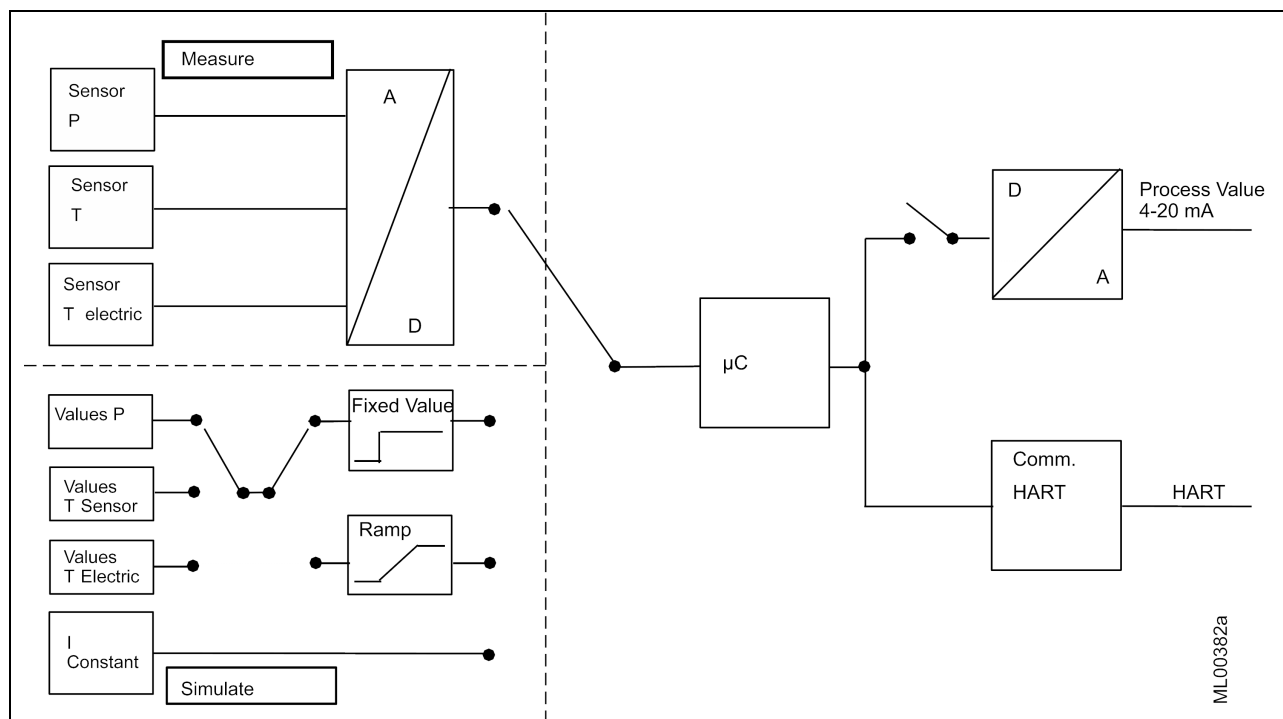 Measure
Sensor
P
A
Sensor
T
Sensor
T electric
D
D
A
Process Value
4-20 mA
µC
Values P
Fixed Value
Values
T Sensor
Ramp
Values
T Electric
Comm.
HART
HART
I
Constant
Simulate
ML00382a